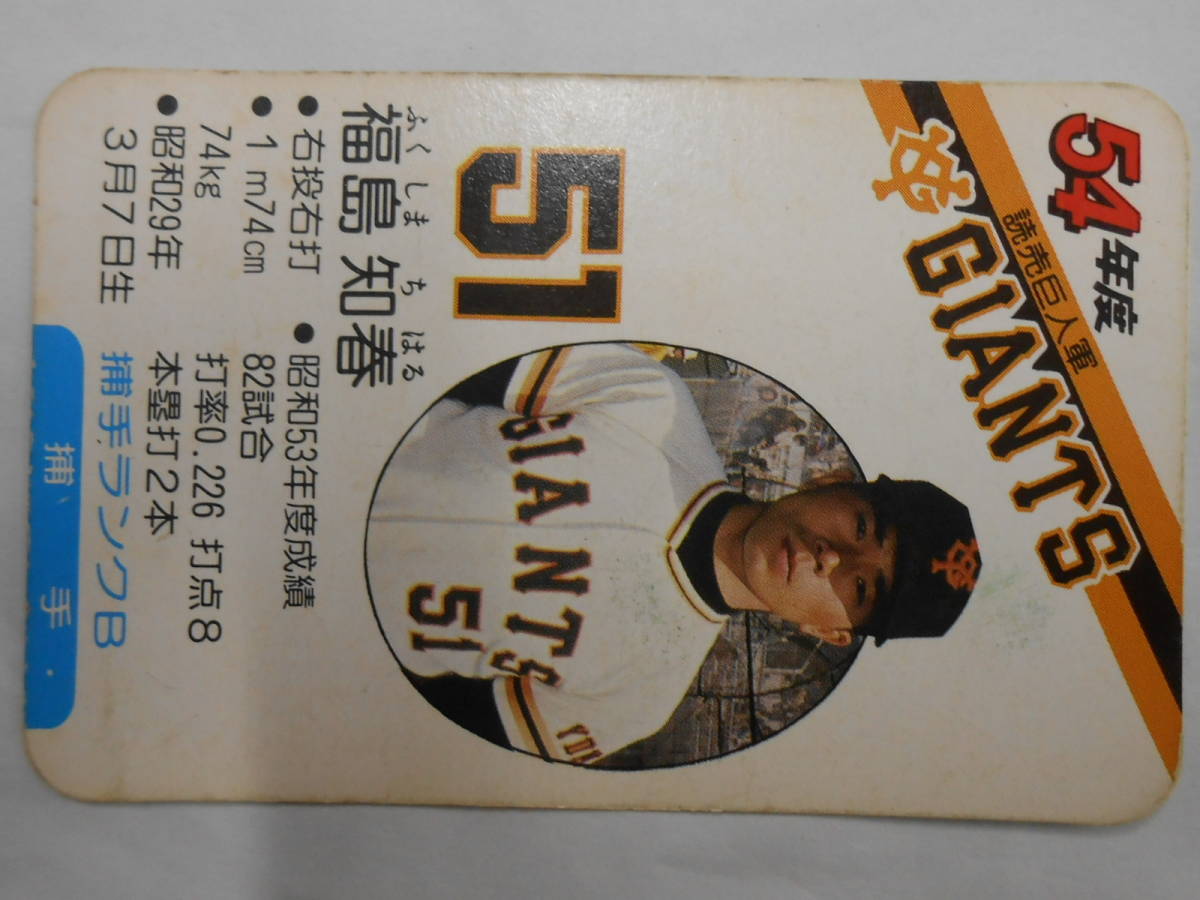 54年度
読売巨人軍
GIANTS
GIANTS
51
YOM
51
ふくしま ちはる
福島 知春
●右投右打
●1m74cm
74kg
●昭和29年
3月7日生
●昭和53年度成績
82試合
打率0.226 打点8
本塁打2本
捕手ランクB
捕手